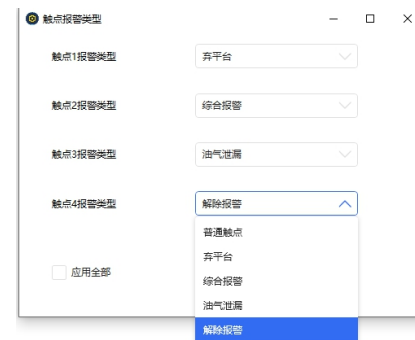 触点报警类型
触点1报警类型 弃平台
触点2报警类型 综合报警
触点3报警类型 油气泄漏
触点4报警类型 解除报警
普通触点
弃平台
应用全部
综合报警
油气泄漏
解除报警